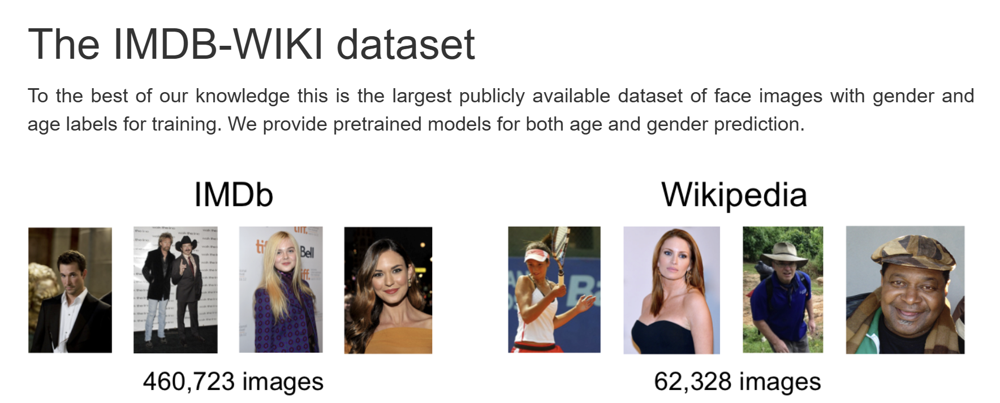 The IMDB-WIKI dataset
To the best of our knowledge this is the largest publicly available dataset of face images with gender and
age labels for training. We provide pretrained models for both age and gender prediction.
IMDb
Wikipedia
tiff.
Bell
460,723 images
62,328 images